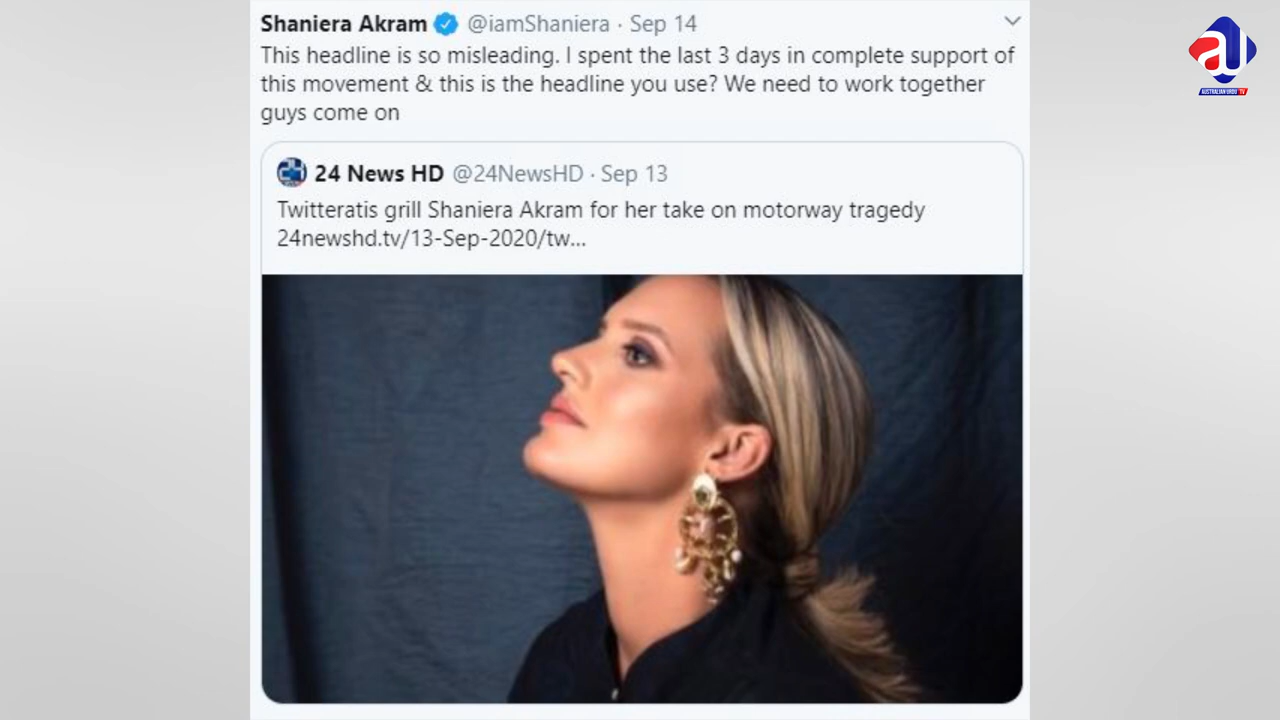 Shaniera Akram @iamShaniera · Sep 14
This headline is so misleading. I spent the last 3 days in complete support of
this movement & this is the headline you use? We need to work together
guys come on
24 News HD @24NewsHD · Sep 13
Twitteratis grill Shaniera Akram for her take on motorway tragedy
24newshd.tv/13-Sep-2020/tw...
AUSTRALIAN URDU TV